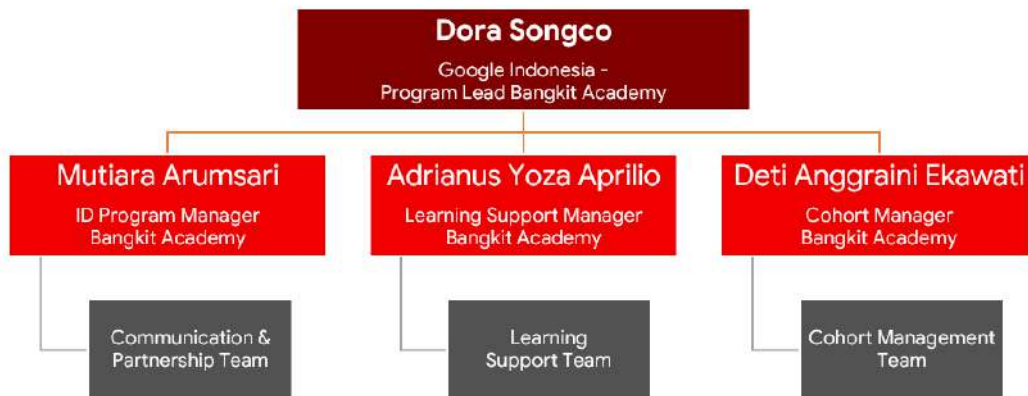 Dora Songco
Google Indonesia -
Program Lead Bangkit Academy
Mutiara Arumsari
ID Program Manager
Bangkit Academy
Adrianus Yoza Aprilio
Learning Support Manager
Bangkit Academy
Deti Anggraini Ekawati
Cohort Manager
Bangkit Academy
Communication &
Partnership Team
Learning
Support Team
Cohort Management
Team